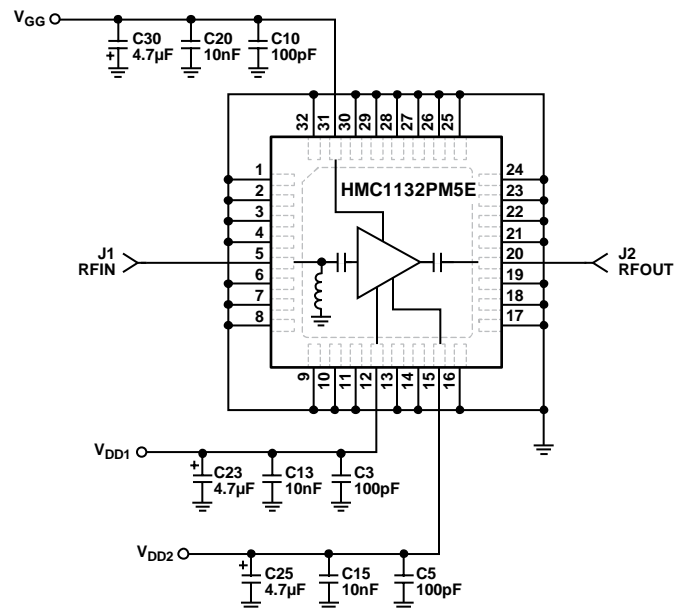 VGG
C30
4.7µF
C20
10nF
C10
100pF
32
31
30
29
28
27
26
25
HMC1132PM5E
1
2
3
4
5
6
7
8
24
23
22
21
20
19
18
17
J1
RFIN
J2
RFOUT
9
10
11
12
13
14
15
16
VDD1
C23
4.7µF
C13
10nF
C3
100pF
VDD2
C25
4.7µF
C15
10nF
C5
100pF